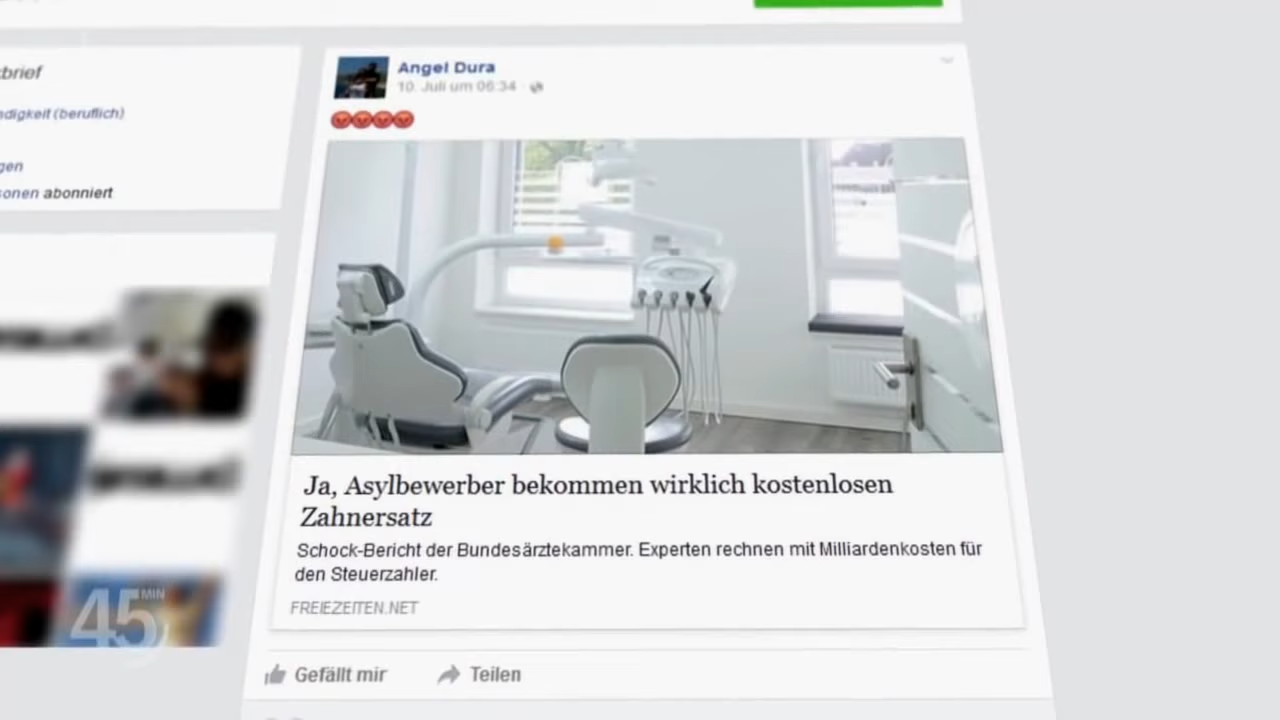 brief
ndigkeit (beruflich)
gen
sonen abonniert
Angel Dura
10. Juli um 06:34
Ja, Asylbewerber bekommen wirklich kostenlosen
Zahnersatz
Schock-Bericht der Bundesärztekammer. Experten rechnen mit Milliardenkosten für
den Steuerzahler.
FREIEZEITEN.NET
45 MIN
Gefällt mir
Teilen